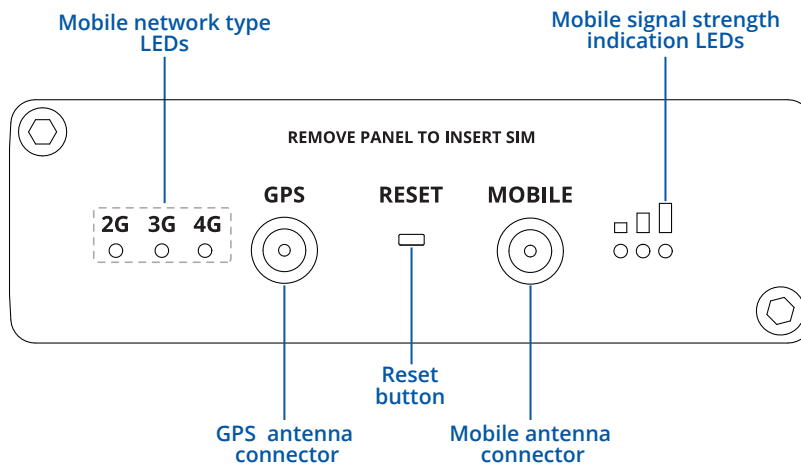 Mobile network type
LEDs
Mobile signal strength
indication LEDs
REMOVE PANEL TO INSERT SIM
GPS
RESET
MOBILE
2G 3G 4G
Reset
button
GPS antenna
connector
Mobile antenna
connector